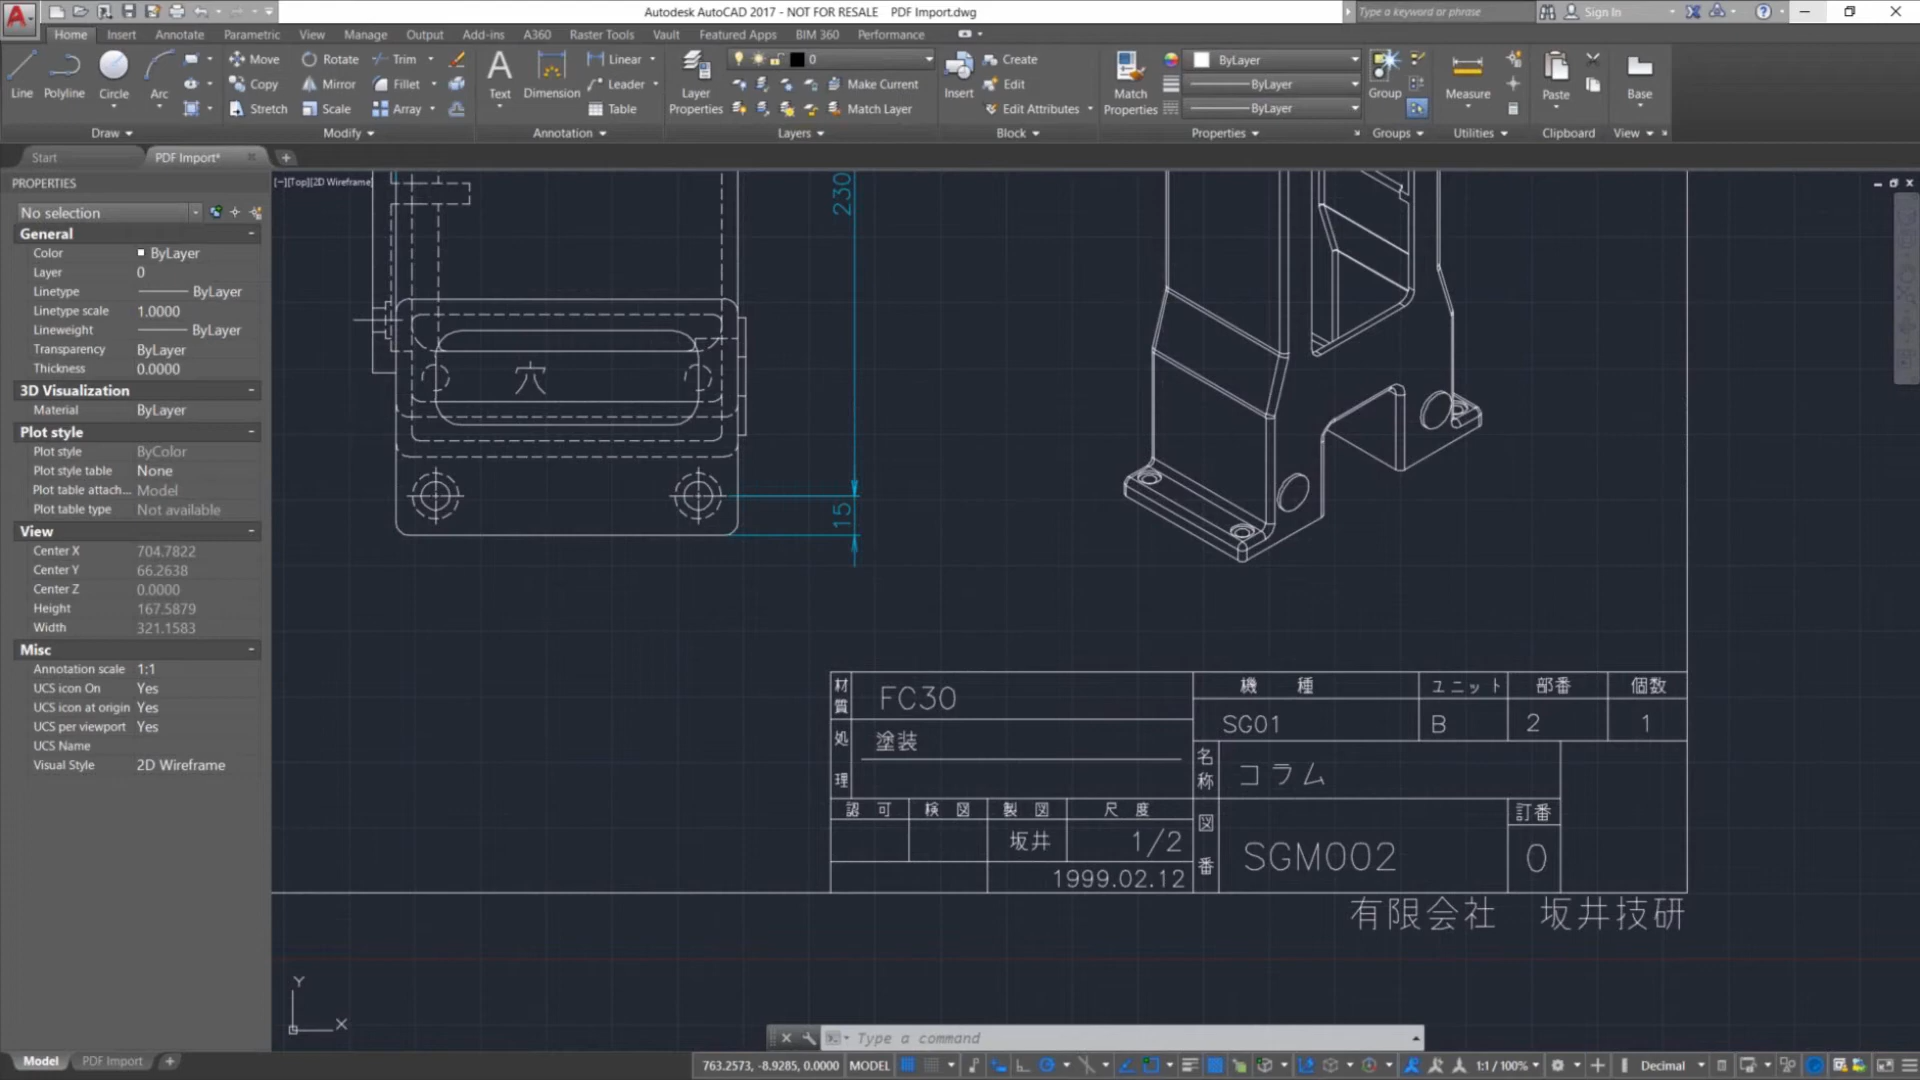 Autodesk AutoCAD 2017 - NOT FOR RESALE PDF Import.dwg
Type a keyword or phrase
Sign In
Home Insert Annotate Parametric View Manage Output Add-ins A360 Raster Tools Vault Featured Apps BIM 360 Performance
Line Polyline Circle Arc
Move Rotate Trim
Copy Mirror Fillet
Stretch Scale Array
Text Dimension
Linear
Leader
Table
Layer Properties
0
Make Current
Match Layer
Insert
Create
Edit
Edit Attributes
Match Properties
ByLayer
ByLayer
ByLayer
Group Measure Paste Base
Draw Modify Annotation Layers Block Properties Groups Utilities Clipboard View
Start PDF Import*
PROPERTIES
[−][Top][2D Wireframe]
No selection
General
Color ByLayer
Layer 0
Linetype ByLayer
Linetype scale 1.0000
Lineweight ByLayer
Transparency ByLayer
Thickness 0.0000
3D Visualization
Material ByLayer
Plot style
Plot style ByColor
Plot style table None
Plot table attach... Model
Plot table type Not available
View
Center X 704.7822
Center Y 66.2638
Center Z 0.0000
Height 167.5879
Width 321.1583
Misc
Annotation scale 1:1
UCS icon On Yes
UCS icon at origin Yes
UCS per viewport Yes
UCS Name
Visual Style 2D Wireframe
230
穴
15
材質 FC30
処理 塗装
認可 検図 製図 尺度
坂井 1/2
1999.02.12
機種 ユニット 部番 個数
SG01 B 2 1
名称 コラム
図番 SGM002
訂番
0
有限会社 坂井技研
Y
X
Type a command
Model PDF Import
763.2573, -8.9285, 0.0000 MODEL
1:1 / 100%
Decimal